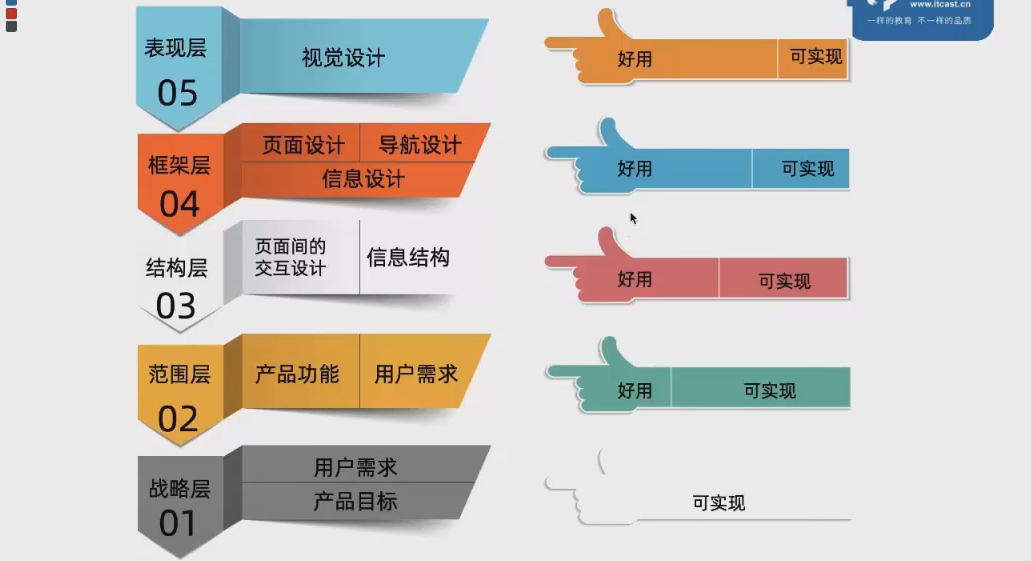 www.itcast.cn
一样的教育 不一样的品质
表现层
05
视觉设计
好用
可实现
框架层
04
页面设计
导航设计
信息设计
好用
可实现
结构层
03
页面间的
交互设计
信息结构
好用
可实现
范围层
02
产品功能
用户需求
好用
可实现
战略层
01
用户需求
产品目标
可实现